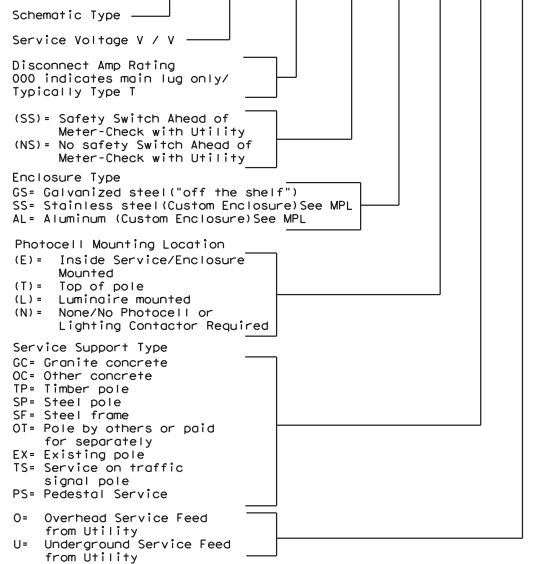 Schematic Type
Service Voltage V / V
Disconnect Amp Rating
000 indicates main lug only/
Typically Type T
(SS)= Safety Switch Ahead of
Meter-Check with Utility
(NS)= No safety Switch Ahead of
Meter-Check with Utility
Enclosure Type
GS= Galvanized steel("off the shelf")
SS= Stainless steel(Custom Enclosure)See MPL
AL= Aluminum (Custom Enclosure)See MPL
Photocell Mounting Location
(E)= Inside Service/Enclosure
Mounted
(T)= Top of pole
(L)= Luminaire mounted
(N)= None/No Photocell or
Lighting Contactor Required
Service Support Type
GC= Granite concrete
OC= Other concrete
TP= Timber pole
SP= Steel pole
SF= Steel frame
OT= Pole by others or paid
for separately
EX= Existing pole
TS= Service on traffic
signal pole
PS= Pedestal Service
O= Overhead Service Feed
from Utility
U= Underground Service Feed
from Utility